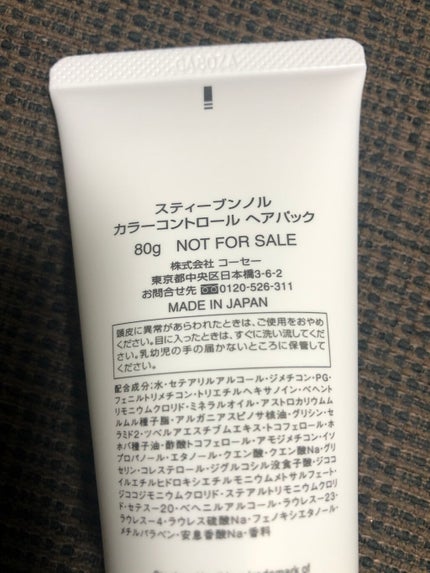 スティーブンノル
カラーコントロール ヘアパック
80g NOT FOR SALE
株式会社 コーセー
東京都中央区日本橋3-6-2
お問合せ先 0120-526-311
MADE IN JAPAN
頭皮に異常があらわれたときは、ご使用をおやめ
ください。目に入ったときは、すぐに洗い流してく
ださい。乳幼児の手の届かないところに保管して
ください。
配合成分:水・セテアリルアルコール・ジメチコン・PG・
フェニルトリメチコン・トリエチルヘキサノイン・ベヘント
リモニウムクロリド・ミネラルオイル・アストロカリウムム
ルムル種子脂・アルガニアスピノサ核油・グリシン・セ
ラミド2・ツベルアエスチブムエキス・トコフェロール・ホ
ホバ種子油・酢酸トコフェロール・アモジメチコン・イソ
プロパノール・エタノール・クエン酸・クエン酸Na・グリ
セリン・コレステロール・ジグルコシル没食子酸・ジココ
イルエチルヒドロキシエチルモニウムメトサルフェート・
ジココジモニウムクロリド・ステアルトリモニウムクロリ
ド・セテス-20・ベヘニルアルコール・ラウレス-23・
ラウレス-4・ラウレス硫酸Na・フェノキシエタノール・
メチルパラベン・安息香酸Na・香料